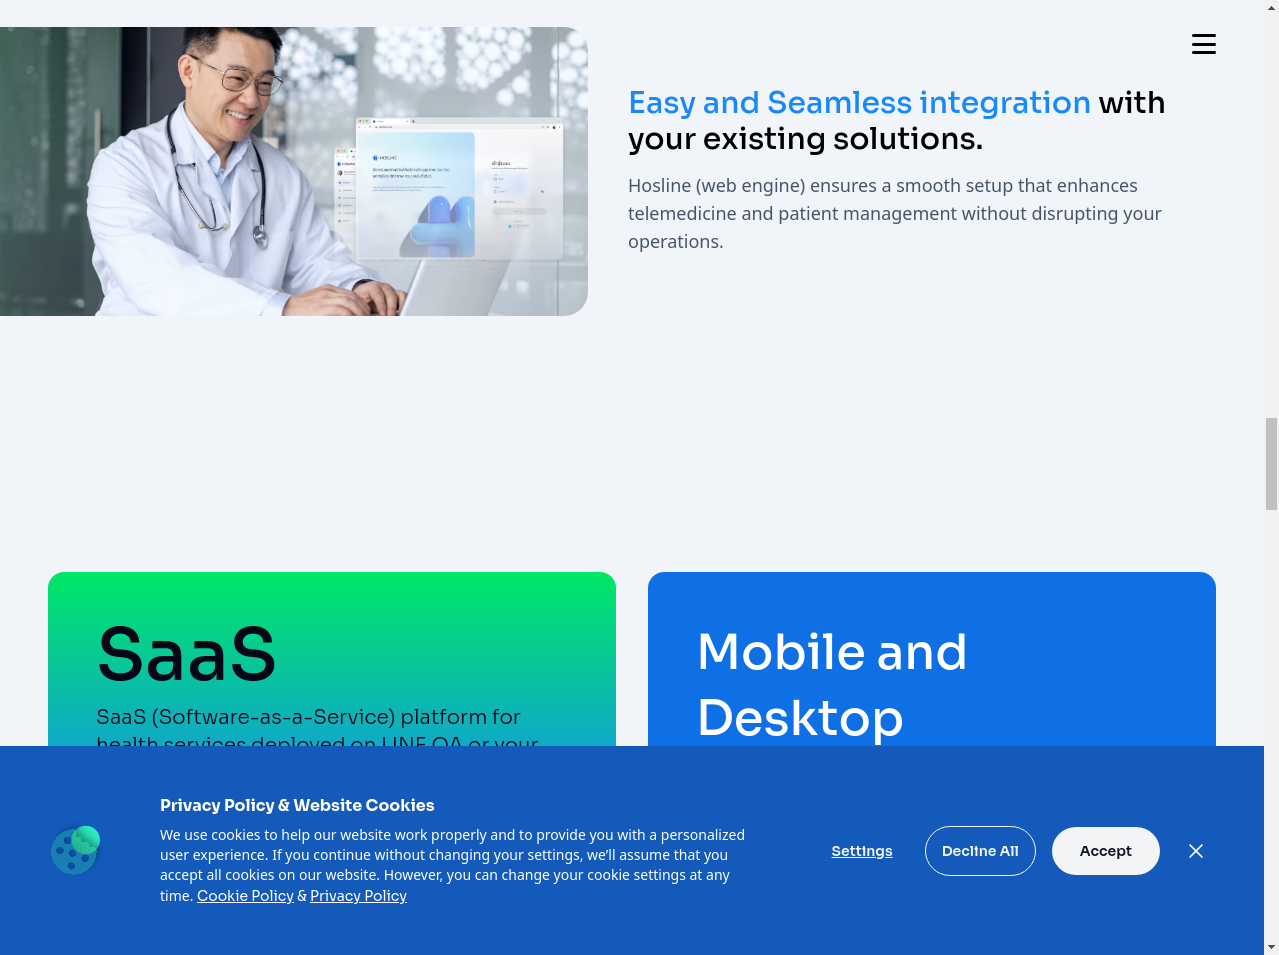 Easy and Seamless integration with
your existing solutions.
Hosline (web engine) ensures a smooth setup that enhances
telemedicine and patient management without disrupting your
operations.
HOSLINE
SaaS
SaaS (Software-as-a-Service) platform for
health services deployed on LINE OA or your
Mobile and
Desktop
Privacy Policy & Website Cookies
We use cookies to help our website work properly and to provide you with a personalized
user experience. If you continue without changing your settings, we’ll assume that you
accept all cookies on our website. However, you can change your cookie settings at any
time. Cookie Policy & Privacy Policy
Settings
Decline All
Accept